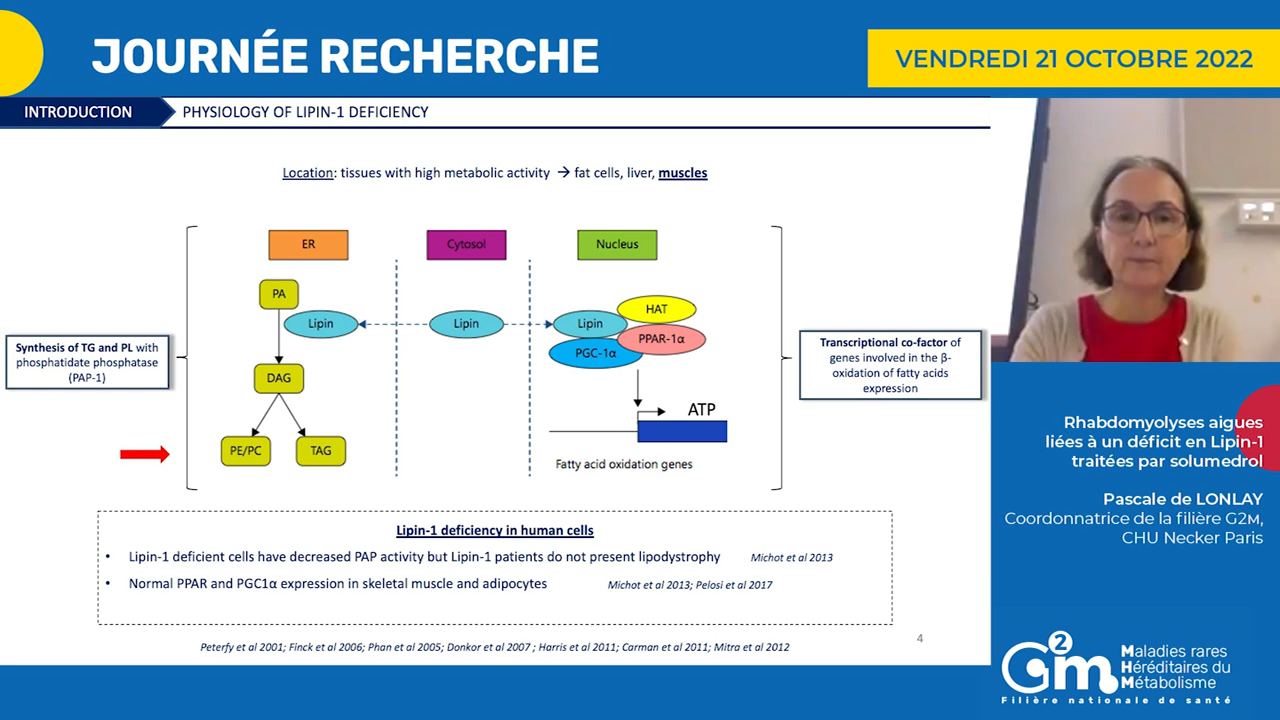 JOURNÉE RECHERCHE
VENDREDI 21 OCTOBRE 2022
INTRODUCTION
PHYSIOLOGY OF LIPIN-1 DEFICIENCY
Location: tissues with high metabolic activity → fat cells, liver, muscles
ER
Cytosol
Nucleus
PA
Lipin
Lipin
Lipin
HAT
PPAR-1α
PGC-1α
DAG
PE/PC
TAG
ATP
Fatty acid oxidation genes
Synthesis of TG and PL with
phosphatidate phosphatase
(PAP-1)
Transcriptional co-factor of
genes involved in the β-
oxidation of fatty acids
expression
Lipin-1 deficiency in human cells
• Lipin-1 deficient cells have decreased PAP activity but Lipin-1 patients do not present lipodystrophy Michot et al 2013
• Normal PPAR and PGC1α expression in skeletal muscle and adipocytes Michot et al 2013; Pelosi et al 2017
Peterfy et al 2001; Finck et al 2006; Phan et al 2005; Donkor et al 2007 ; Harris et al 2011; Carman et al 2011; Mitra et al 2012
4
Rhabdomyolyses aigues
liées à un déficit en Lipin-1
traitées par solumedrol
Pascale de LONLAY
Coordonnatrice de la filière G2M,
CHU Necker Paris
G2m
Maladies rares
Héréditaires du
Métabolisme
Filière nationale de santé